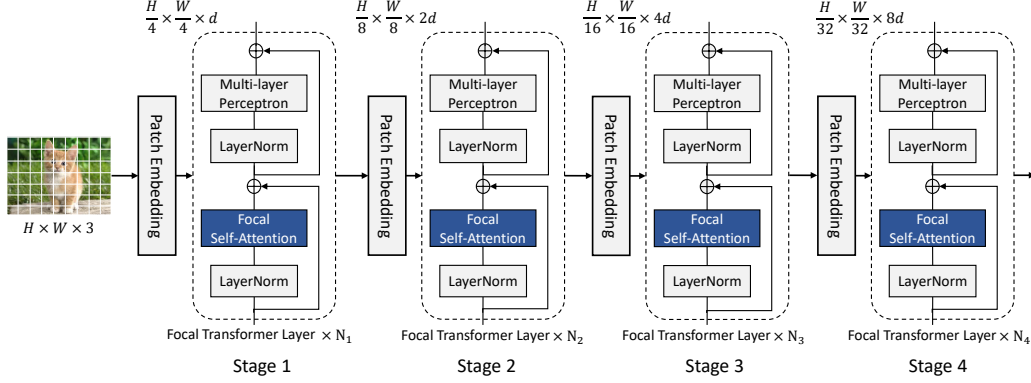 H/4 × W/4 × d
H/8 × W/8 × 2d
H/16 × W/16 × 4d
H/32 × W/32 × 8d
H × W × 3
Patch Embedding
Multi-layer
Perceptron
LayerNorm
Focal
Self-Attention
LayerNorm
Focal Transformer Layer × N₁
Stage 1
Patch Embedding
Multi-layer
Perceptron
LayerNorm
Focal
Self-Attention
LayerNorm
Focal Transformer Layer × N₂
Stage 2
Patch Embedding
Multi-layer
Perceptron
LayerNorm
Focal
Self-Attention
LayerNorm
Focal Transformer Layer × N₃
Stage 3
Patch Embedding
Multi-layer
Perceptron
LayerNorm
Focal
Self-Attention
LayerNorm
Focal Transformer Layer × N₄
Stage 4